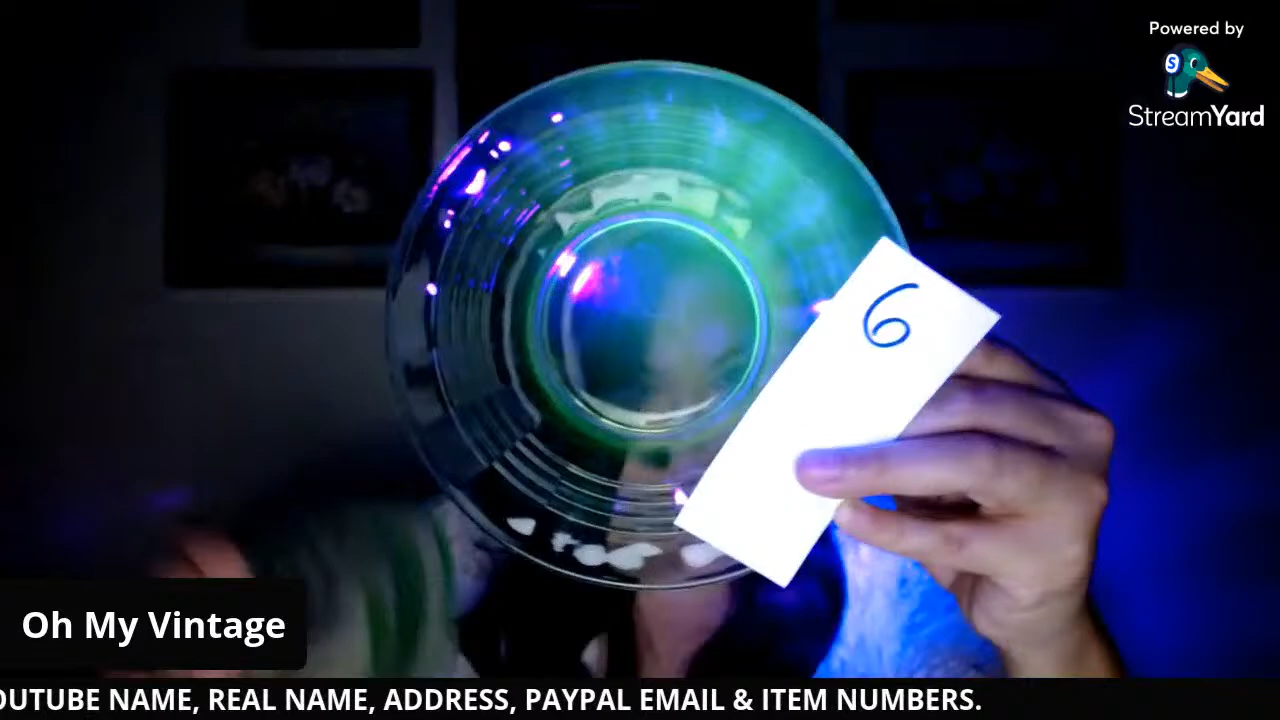 Powered by
StreamYard
6
Oh My Vintage
OUTUBE NAME, REAL NAME, ADDRESS, PAYPAL EMAIL & ITEM NUMBERS.